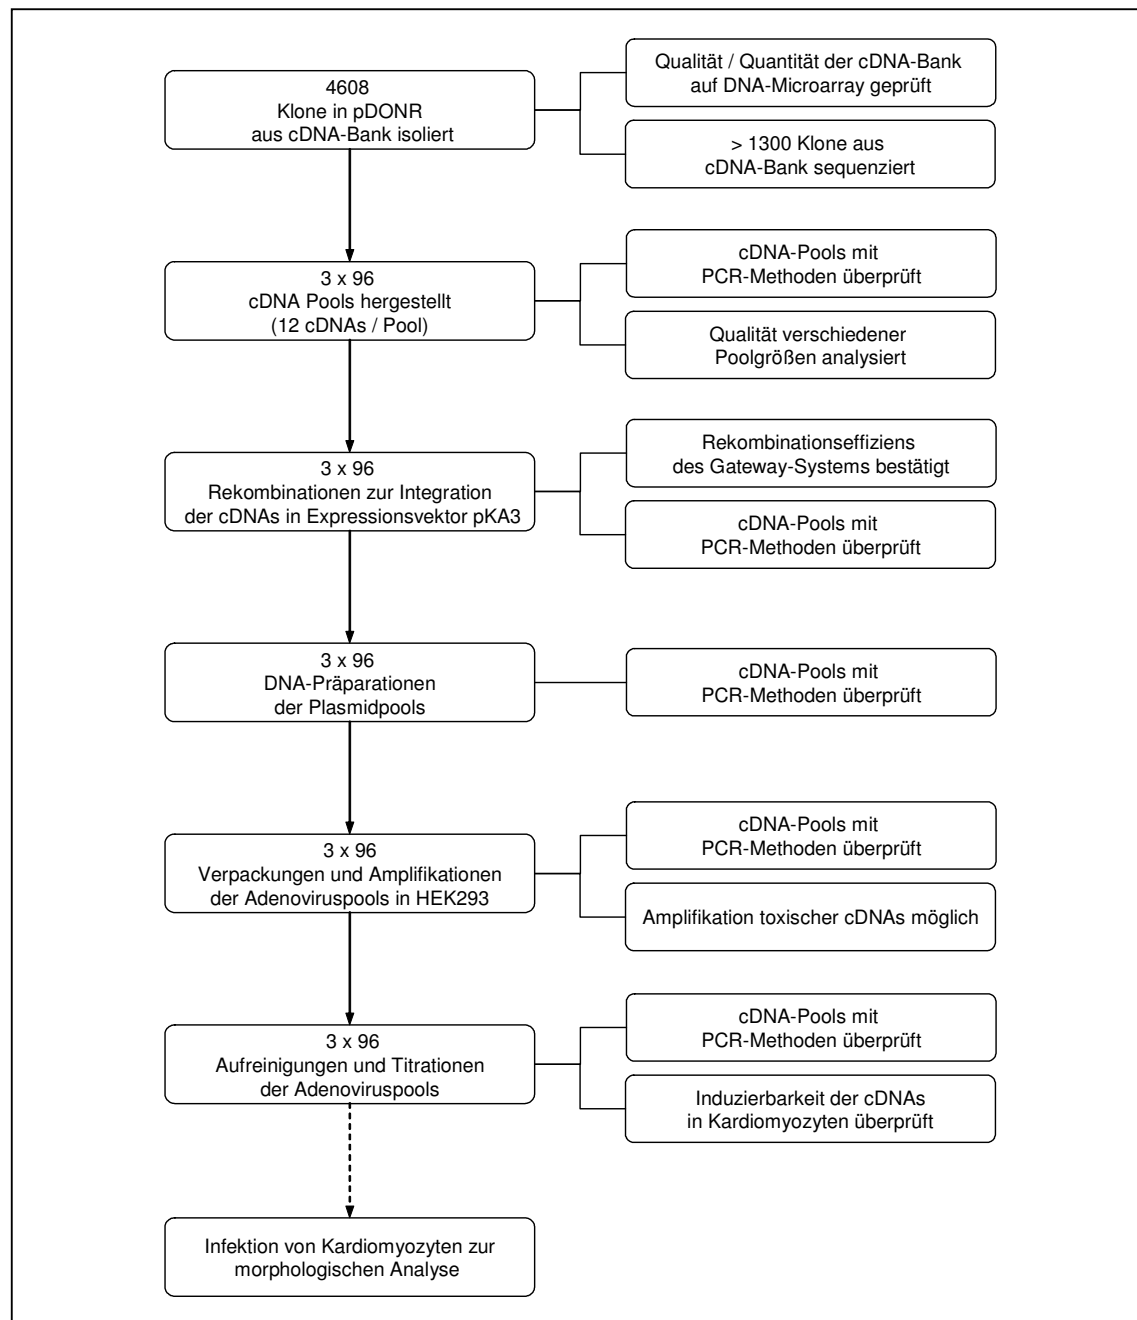 4608
Klone in pDONR
aus cDNA-Bank isoliert
Qualität / Quantität der cDNA-Bank
auf DNA-Microarray geprüft
> 1300 Klone aus
cDNA-Bank sequenziert
3 x 96
cDNA Pools hergestellt
(12 cDNAs / Pool)
cDNA-Pools mit
PCR-Methoden überprüft
Qualität verschiedener
Poolgrößen analysiert
3 x 96
Rekombinationen zur Integration
der cDNAs in Expressionsvektor pKA3
Rekombinationseffiziens
des Gateway-Systems bestätigt
cDNA-Pools mit
PCR-Methoden überprüft
3 x 96
DNA-Präparationen
der Plasmidpools
cDNA-Pools mit
PCR-Methoden überprüft
3 x 96
Verpackungen und Amplifikationen
der Adenoviruspools in HEK293
cDNA-Pools mit
PCR-Methoden überprüft
Amplifikation toxischer cDNAs möglich
3 x 96
Aufreinigungen und Titrationen
der Adenoviruspools
cDNA-Pools mit
PCR-Methoden überprüft
Induzierbarkeit der cDNAs
in Kardiomyozyten überprüft
Infektion von Kardiomyozyten zur
morphologischen Analyse